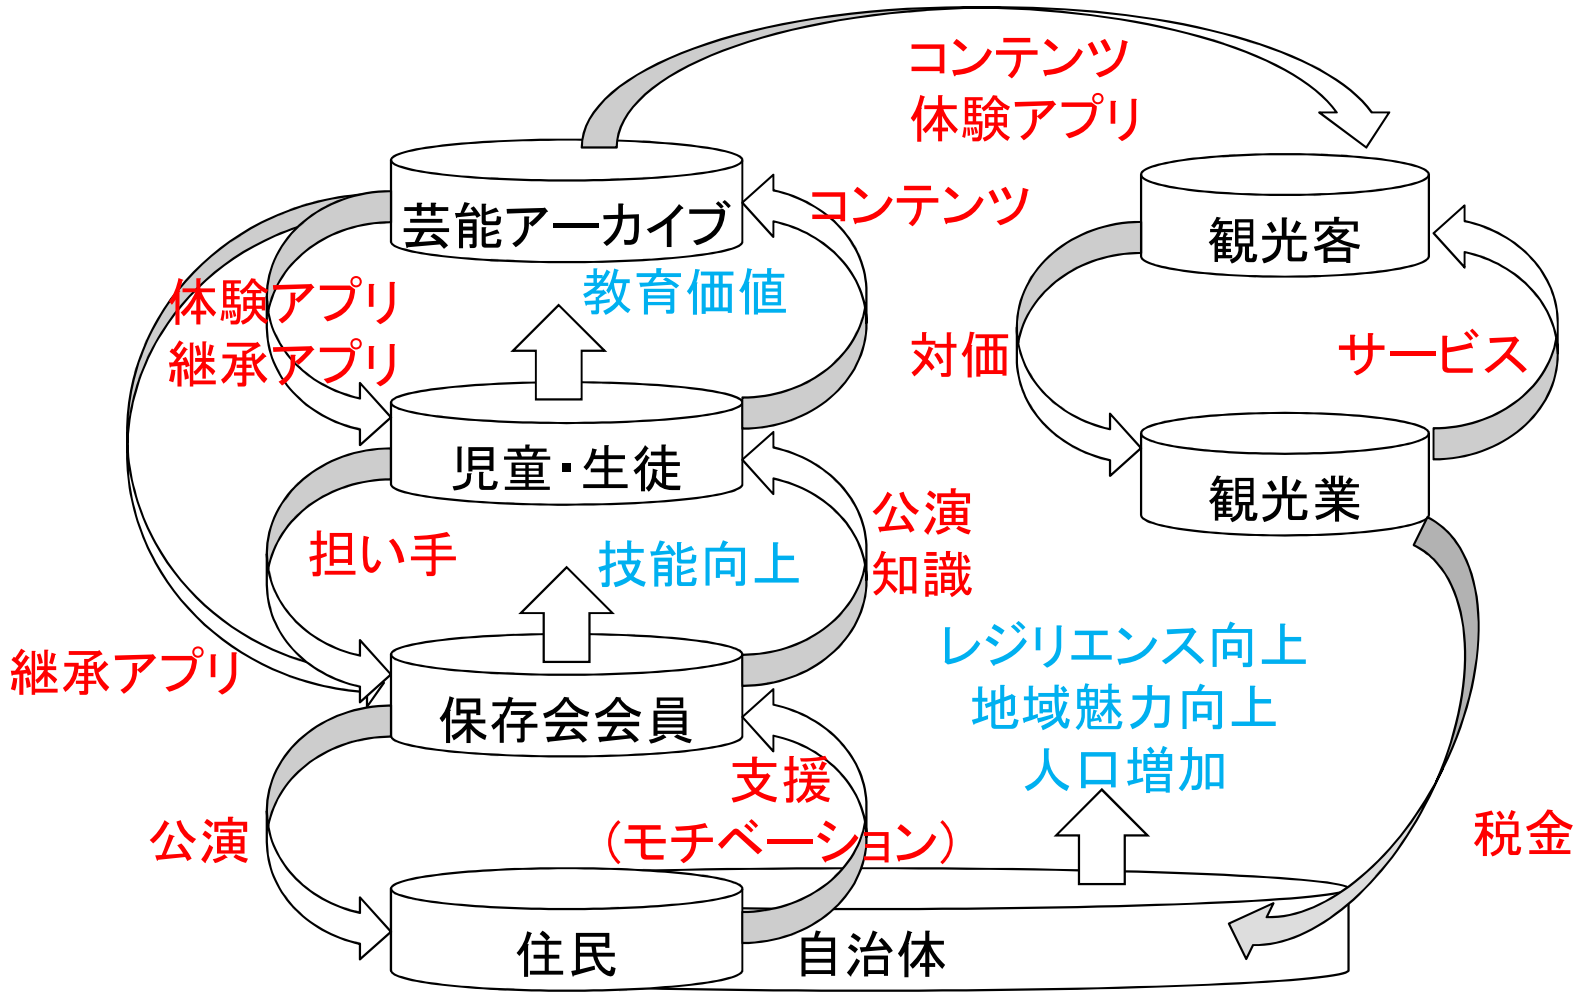 コンテンツ
体験アプリ
芸能アーカイブ
コンテンツ
観光客
教育価値
体験アプリ
継承アプリ
対価
サービス
児童・生徒
観光業
担い手
技能向上
公演
知識
継承アプリ
レジリエンス向上
地域魅力向上
人口増加
保存会会員
支援
(モチベーション)
公演
税金
住民
自治体